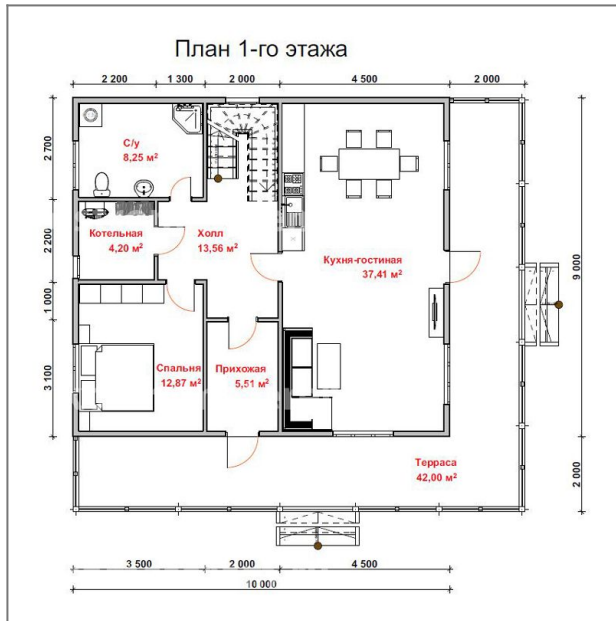 План 1-го этажа
2 200 1 300 2 000 4 500 2 000
2 700
2 200
1 000
3 100
С/у
8,25 м²
Котельная
4,20 м²
Холл
13,56 м²
Кухня-гостиная
37,41 м²
Спальня
12,87 м²
Прихожая
5,51 м²
Терраса
42,00 м²
9 000
2 000
3 500 2 000 4 500
10 000